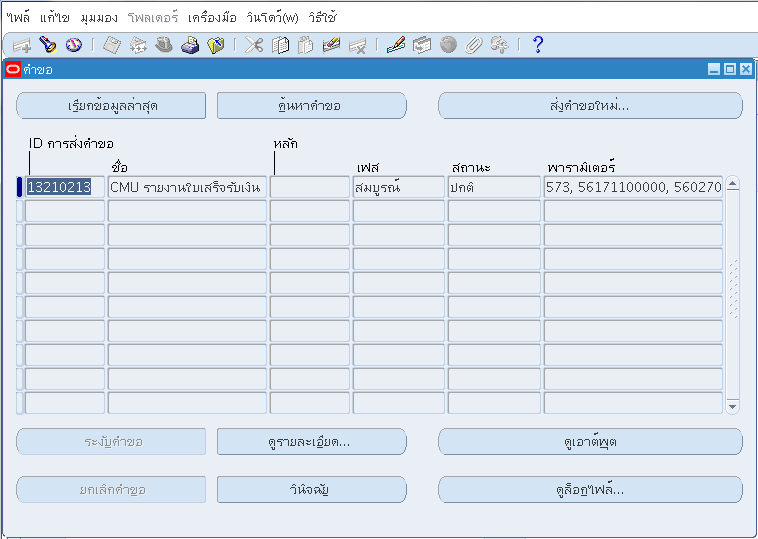 ไฟล์ แก้ไข มุมมอง โฟลเดอร์ เครื่องมือ วินโดว์(W) วิธีใช้
คำขอ
เรียกข้อมูลล่าสุด ค้นหาคำขอ ส่งคำขอใหม่...
ID การส่งคำขอ หลัก
ชื่อ เฟส สถานะ พารามิเตอร์
13210213 CMU รายงานใบเสร็จรับเงิน สมบูรณ์ ปกติ 573, 56171100000, 560270
ระงับคำขอ ดูรายละเอียด... ดูเอาต์พุต
ยกเลิกคำขอ วินิจฉัย ดูล็อกไฟล์...